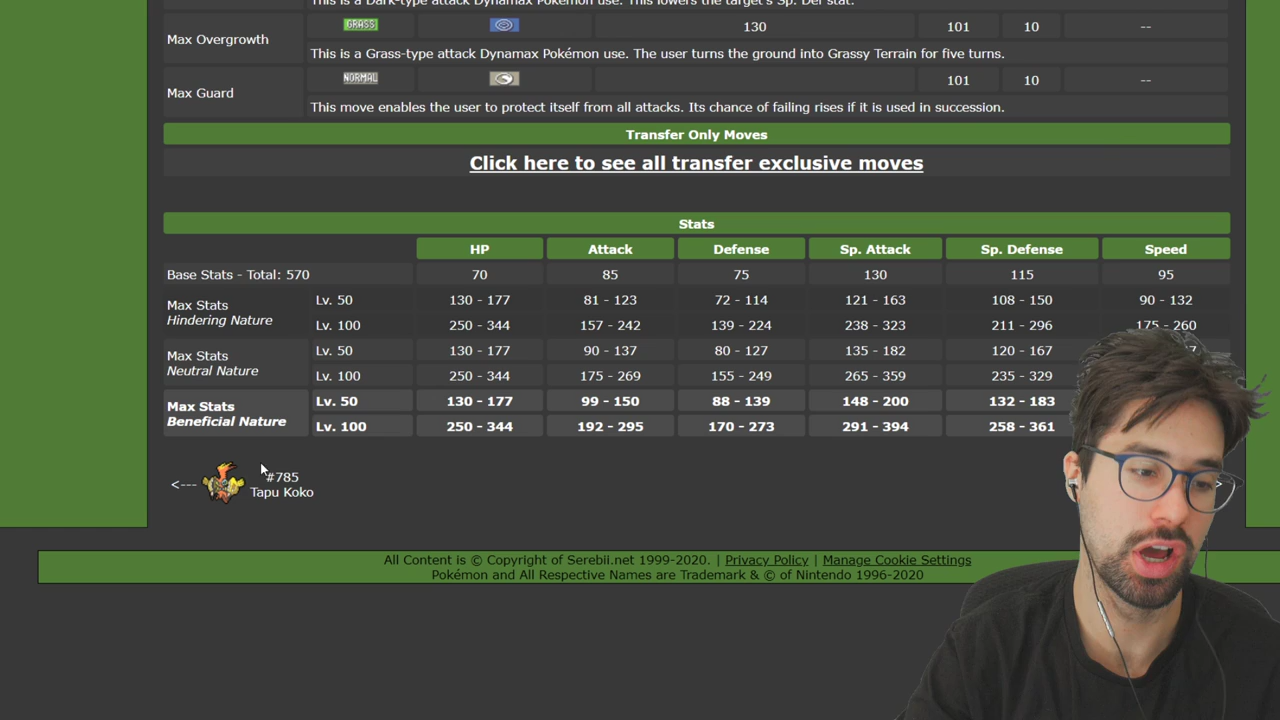 This is a Dark-type attack Dynamax Pokémon use. This lowers the target's Sp. Def stat.
Max Overgrowth GRASS 130 101 10 --
This is a Grass-type attack Dynamax Pokémon use. The user turns the ground into Grassy Terrain for five turns.
Max Guard NORMAL 101 10 --
This move enables the user to protect itself from all attacks. Its chance of failing rises if it is used in succession.
Transfer Only Moves
Click here to see all transfer exclusive moves
Stats
HP Attack Defense Sp. Attack Sp. Defense Speed
Base Stats - Total: 570 70 85 75 130 115 95
Max Stats
Hindering Nature
Lv. 50 130 - 177 81 - 123 72 - 114 121 - 163 108 - 150 90 - 132
Lv. 100 250 - 344 157 - 242 139 - 224 238 - 323 211 - 296 175 - 260
Max Stats
Neutral Nature
Lv. 50 130 - 177 90 - 137 80 - 127 135 - 182 120 - 167
Lv. 100 250 - 344 175 - 269 155 - 249 265 - 359 235 - 329
Max Stats
Beneficial Nature
Lv. 50 130 - 177 99 - 150 88 - 139 148 - 200 132 - 183
Lv. 100 250 - 344 192 - 295 170 - 273 291 - 394 258 - 361
<--- #785
Tapu Koko
All Content is © Copyright of Serebii.net 1999-2020. | Privacy Policy | Manage Cookie Settings
Pokémon and All Respective Names are Trademark & © of Nintendo 1996-2020